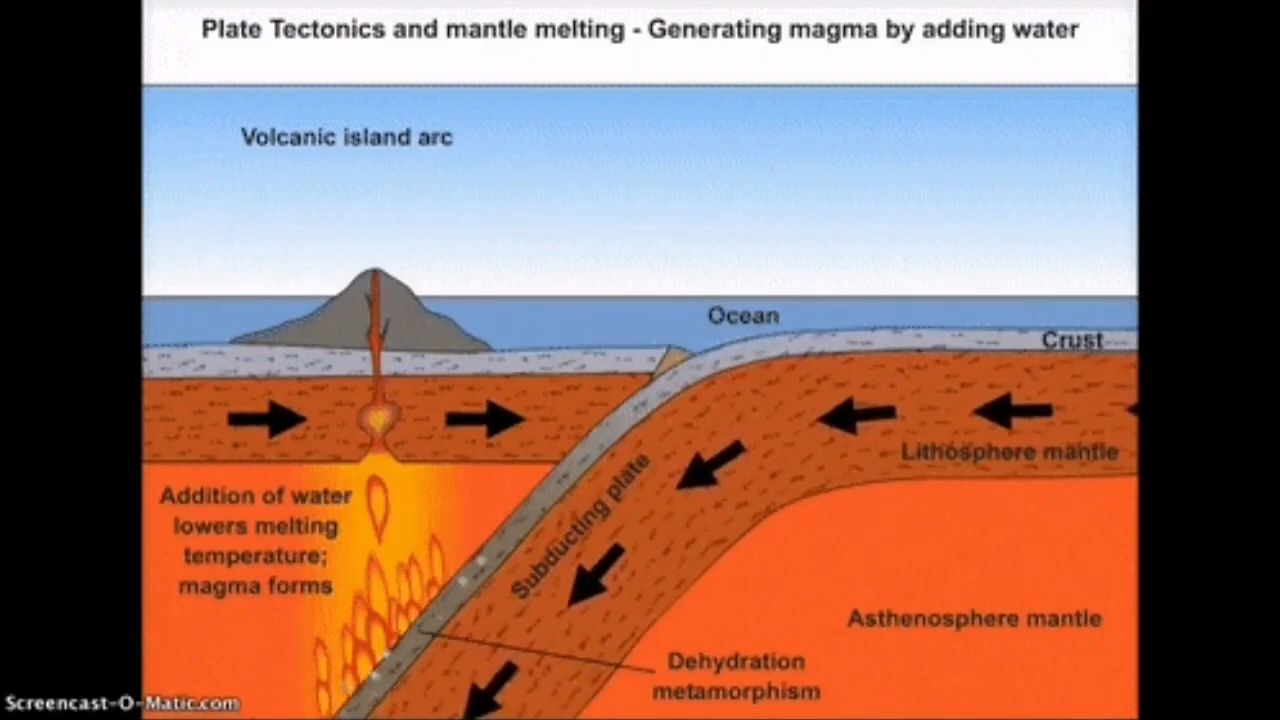 Plate Tectonics and mantle melting - Generating magma by adding water
Volcanic island arc
Ocean
Crust
Lithosphere mantle
Addition of water
lowers melting
temperature;
magma forms
Subducting plate
Asthenosphere mantle
Dehydration
metamorphism
Screencast-O-Matic.com